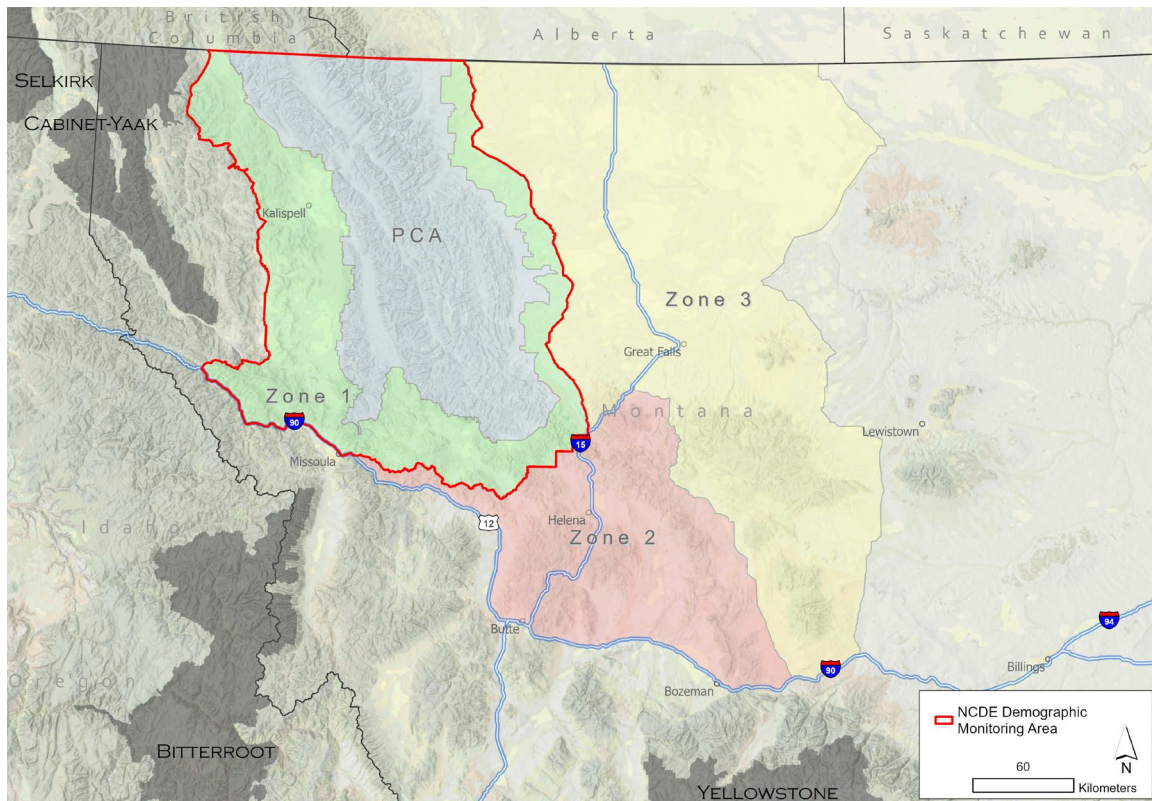 British
Columbia
Alberta
Saskatchewan
SELKIRK
CABINET-YAAK
Kalispell
PCA
Zone 3
Great Falls
Zone 1
90
Montana
Lewistown
15
Missoula
12
Helena
Zone 2
Idaho
Butte
94
90
Billings
Bozeman
Oregon
BITTERROOT
YELLOWSTONE
NCDE Demographic
Monitoring Area
N
60
Kilometers